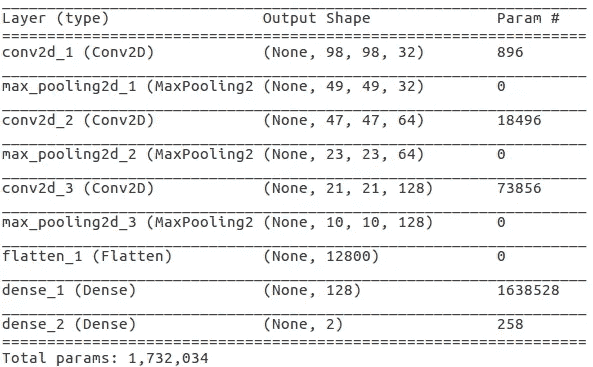 Layer (type) Output Shape Param #
conv2d_1 (Conv2D) (None, 98, 98, 32) 896
max_pooling2d_1 (MaxPooling2 (None, 49, 49, 32) 0
conv2d_2 (Conv2D) (None, 47, 47, 64) 18496
max_pooling2d_2 (MaxPooling2 (None, 23, 23, 64) 0
conv2d_3 (Conv2D) (None, 21, 21, 128) 73856
max_pooling2d_3 (MaxPooling2 (None, 10, 10, 128) 0
flatten_1 (Flatten) (None, 12800) 0
dense_1 (Dense) (None, 128) 1638528
dense_2 (Dense) (None, 2) 258
Total params: 1,732,034